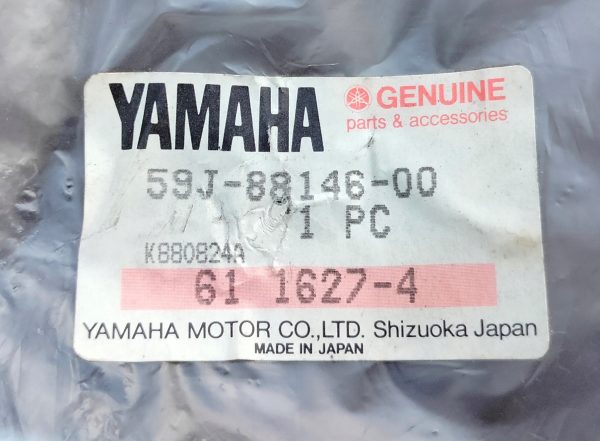 YAMAHA
GENUINE
parts & accessories
59J-88146-00
1 PC
K880824A
61 1627-4
YAMAHA MOTOR CO.,LTD. Shizuoka Japan
MADE IN JAPAN